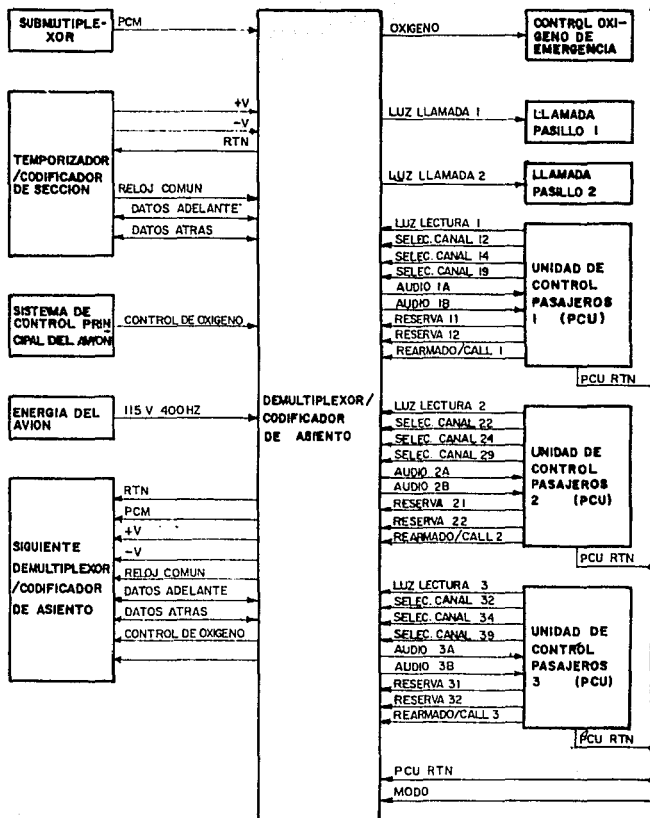 SUBMUTIPLE-
XOR
PCM
TEMPORIZADOR
/CODIFICADOR
DE SECCION
+V
-V
RTN
RELOJ COMUN
DATOS ADELANTE
DATOS ATRAS
SISTEMA DE
CONTROL PRIN
CIPAL DEL AVION
CONTROL DE OXIGENO
ENERGIA DEL
AVION
115 V 400 HZ
SIGUIENTE
DEMULTIPLEXOR
/CODIFICADOR
DE ASIENTO
RTN
PCM
+V
-V
RELOJ COMUN
DATOS ADELANTE
DATOS ATRAS
CONTROL DE OXIGENO
DEMULTIPLEXOR/
CODIFICADOR
DE ASIENTO
OXIGENO
CONTROL OXI-
GENO DE
EMERGENCIA
LUZ LLAMADA 1
LLAMADA
PASILLO 1
LUZ LLAMADA 2
LLAMADA
PASILLO 2
LUZ LECTURA 1
SELEC. CANAL 12
SELEC. CANAL 14
SELEC. CANAL 19
AUDIO 1A
AUDIO 1B
RESERVA 11
RESERVA 12
REARMADO/CALL 1
UNIDAD DE
CONTROL
PASAJEROS
1 (PCU)
PCU RTN
LUZ LECTURA 2
SELEC. CANAL 22
SELEC. CANAL 24
SELEC. CANAL 29
AUDIO 2A
AUDIO 2B
RESERVA 21
RESERVA 22
REARMADO/CALL 2
UNIDAD DE
CONTROL
PASAJEROS
2 (PCU)
PCU RTN
LUZ LECTURA 3
SELEC. CANAL 32
SELEC. CANAL 34
SELEC. CANAL 39
AUDIO 3A
AUDIO 3B
RESERVA 31
RESERVA 32
REARMADO/CALL 3
UNIDAD DE
CONTROL
PASAJEROS
3 (PCU)
PCU RTN
PCU RTN
MODO